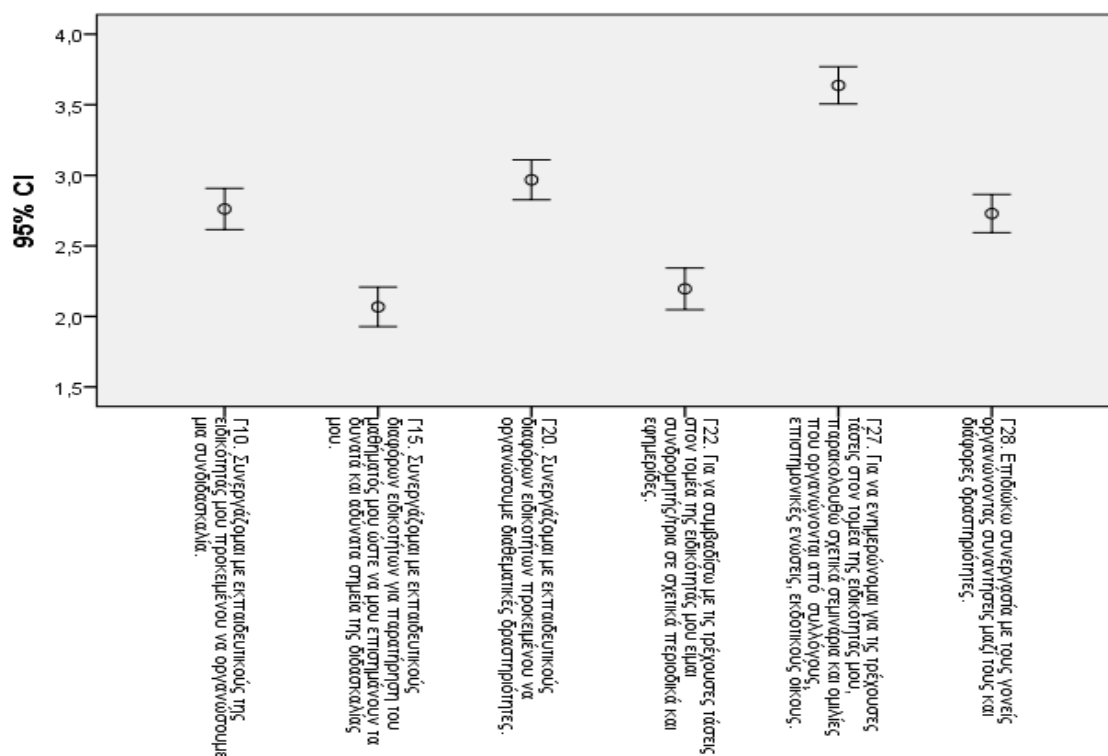 95% CI
4,0
3,5
3,0
2,5
2,0
1,5
Γ10. Συνεργάζομαι με εκπαιδευτικούς της
ειδικότητάς μου προκειμένου να οργανώσουμε
μια συνδιδασκαλία.
Γ15. Συνεργάζομαι με εκπαιδευτικούς
διαφόρων ειδικοτήτων για παρατήρηση του
μαθήματός μου ώστε να μου επισημάνουν τα
δυνατά και αδύνατα σημεία της διδασκαλίας
μου.
Γ20. Συνεργάζομαι με εκπαιδευτικούς
διαφόρων ειδικοτήτων προκειμένου να
οργανώσουμε διαθεματικές δραστηριότητες.
Γ22. Για να συμβαδίσω με τις τρέχουσες τάσεις
στον τομέα της ειδικότητάς μου είμαι
συνδρομητής/τρια σε σχετικά περιοδικά και
εφημερίδες.
Γ27. Για να ενημερώνομαι για τις τρέχουσες
τάσεις στον τομέα της ειδικότητάς μου,
παρακολουθώ σχετικά σεμινάρια και ομιλίες
που οργανώνονται από συλλόγους,
επιστημονικές ενώσεις, εκδοτικούς οίκους.
Γ28. Επιδιώκω συνεργασία με τους γονείς
οργανώνοντας συναντήσεις μαζί τους και
διάφορες δραστηριότητες.